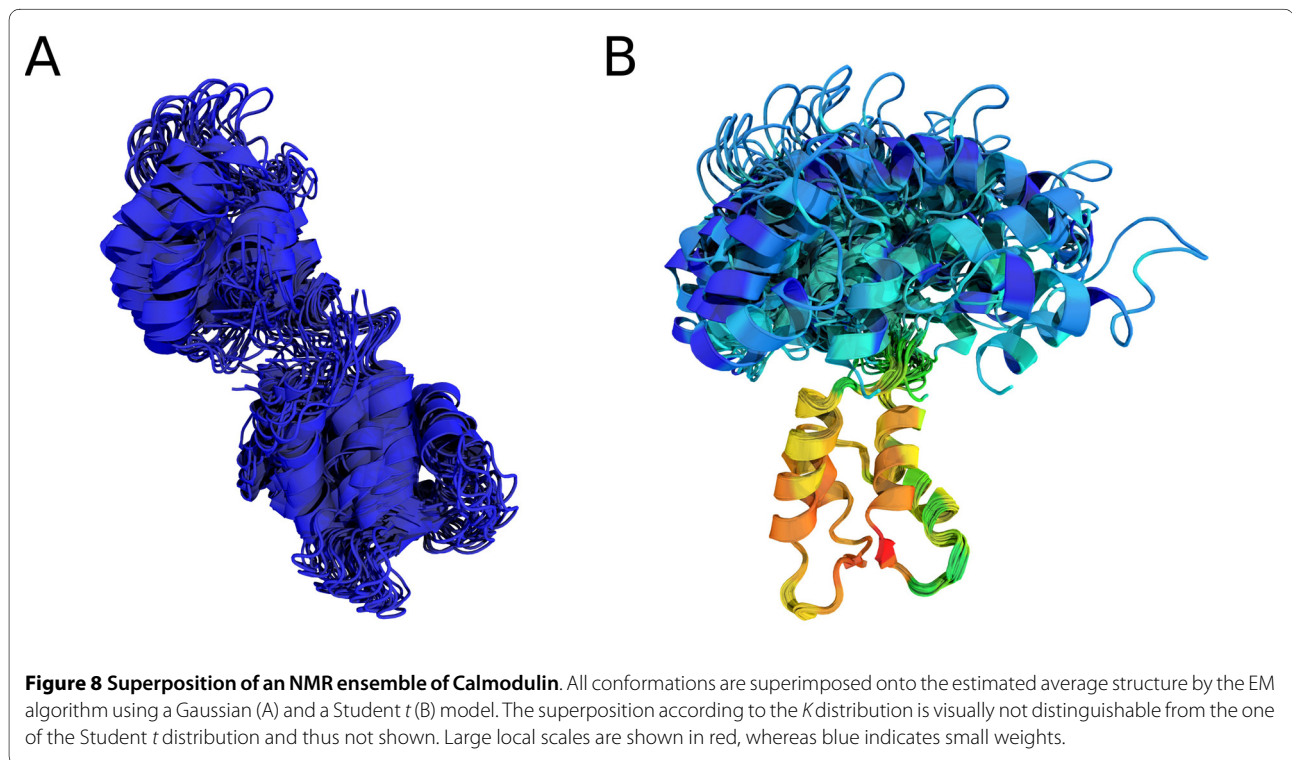 A
B
Figure 8 Superposition of an NMR ensemble of Calmodulin. All conformations are superimposed onto the estimated average structure by the EM
algorithm using a Gaussian (A) and a Student t (B) model. The superposition according to the K distribution is visually not distinguishable from the one
of the Student t distribution and thus not shown. Large local scales are shown in red, whereas blue indicates small weights.